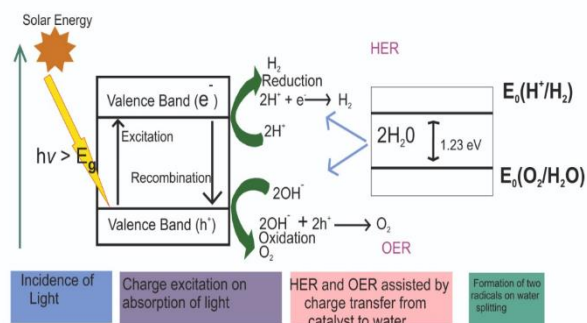 Solar Energy
hv > Eg
Valence Band (e⁻)
Excitation
Recombination
Valence Band (h⁺)
H₂
Reduction
2H⁺ + e⁻ → H₂
2H⁺
2OH⁻
2OH⁻ + 2h⁺ → O₂
Oxidation
O₂
HER
OER
2H₂0
1.23 eV
E₀(H⁺/H₂)
E₀(O₂/H₂O)
Incidence of
Light
Charge excitation on
absorption of light
HER and OER assisted by
charge transfer from
catalyst to water
Formation of two
radicals on water
splitting